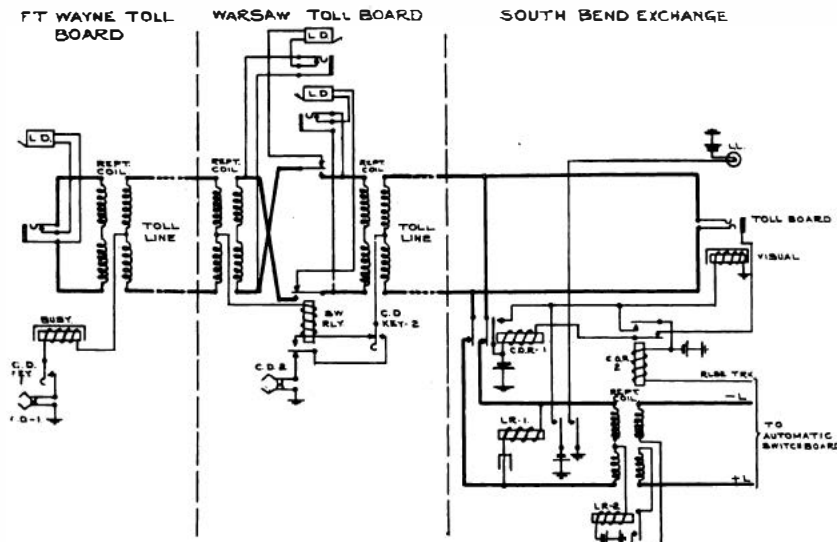 FT WAYNE TOLL
BOARD
WARSAW TOLL BOARD
SOUTH BEND EXCHANGE
L.D.
L.D.
L.D.
REPT.
COIL
TOLL
LINE
REPT.
COIL
REPT.
COIL
TOLL
LINE
LL.
TOLL BOARD
VISUAL
BUSY
C.D.
KEY
C.D-1
SW
RLY.
C.D
KEY-2
C.D.2
C.O.R-1
C.O.R
2
RLSE TRK
REPT
COIL
-L
LR-1.
TO
AUTOMATIC
SWITCHBOARD
+L
LR-2